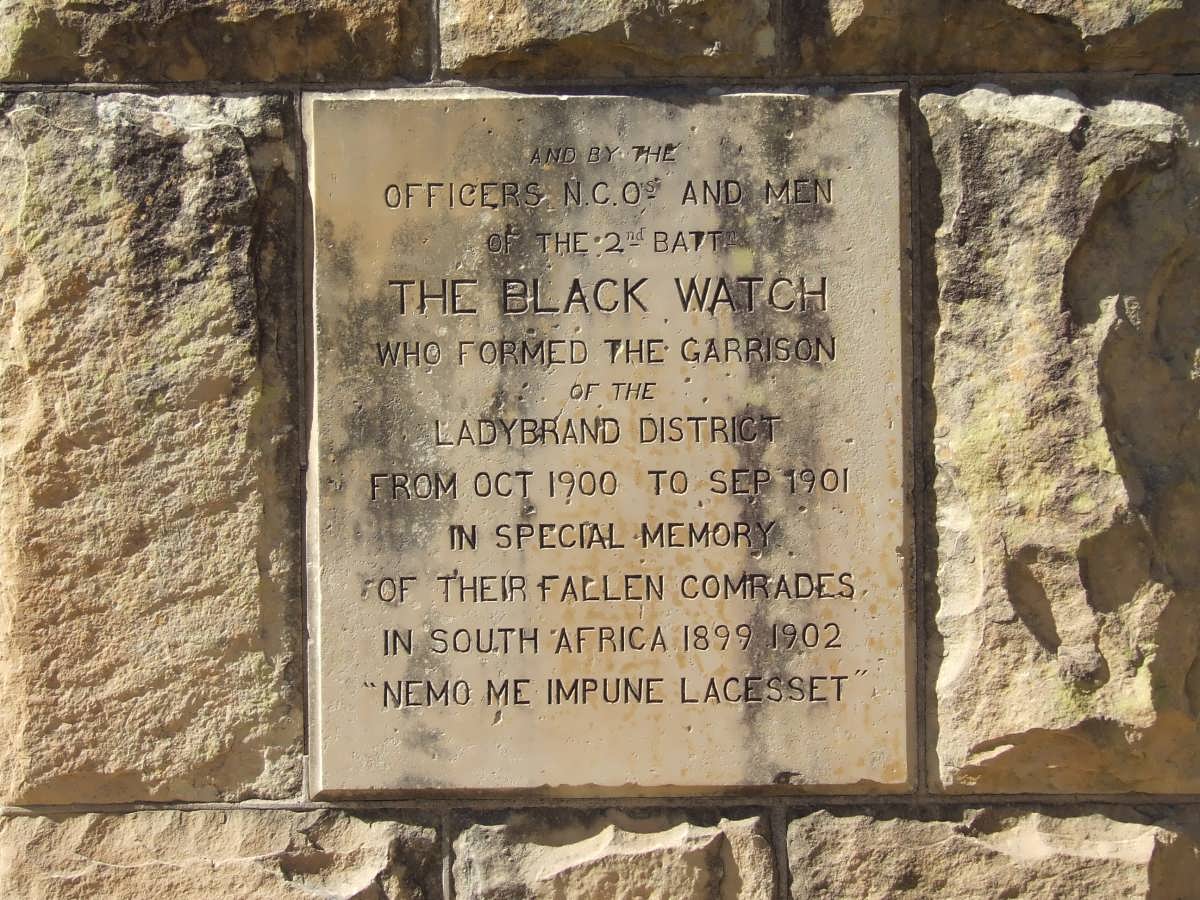 AND BY THE
OFFICERS N.C.Os. AND MEN
OF THE 2nd BATTn
THE BLACK WATCH
WHO FORMED THE GARRISON
OF THE
LADYBRAND DISTRICT
FROM OCT 1900 TO SEP 1901
IN SPECIAL MEMORY
OF THEIR FALLEN COMRADES
IN SOUTH AFRICA 1899 1902
"NEMO ME IMPUNE LACESSET"